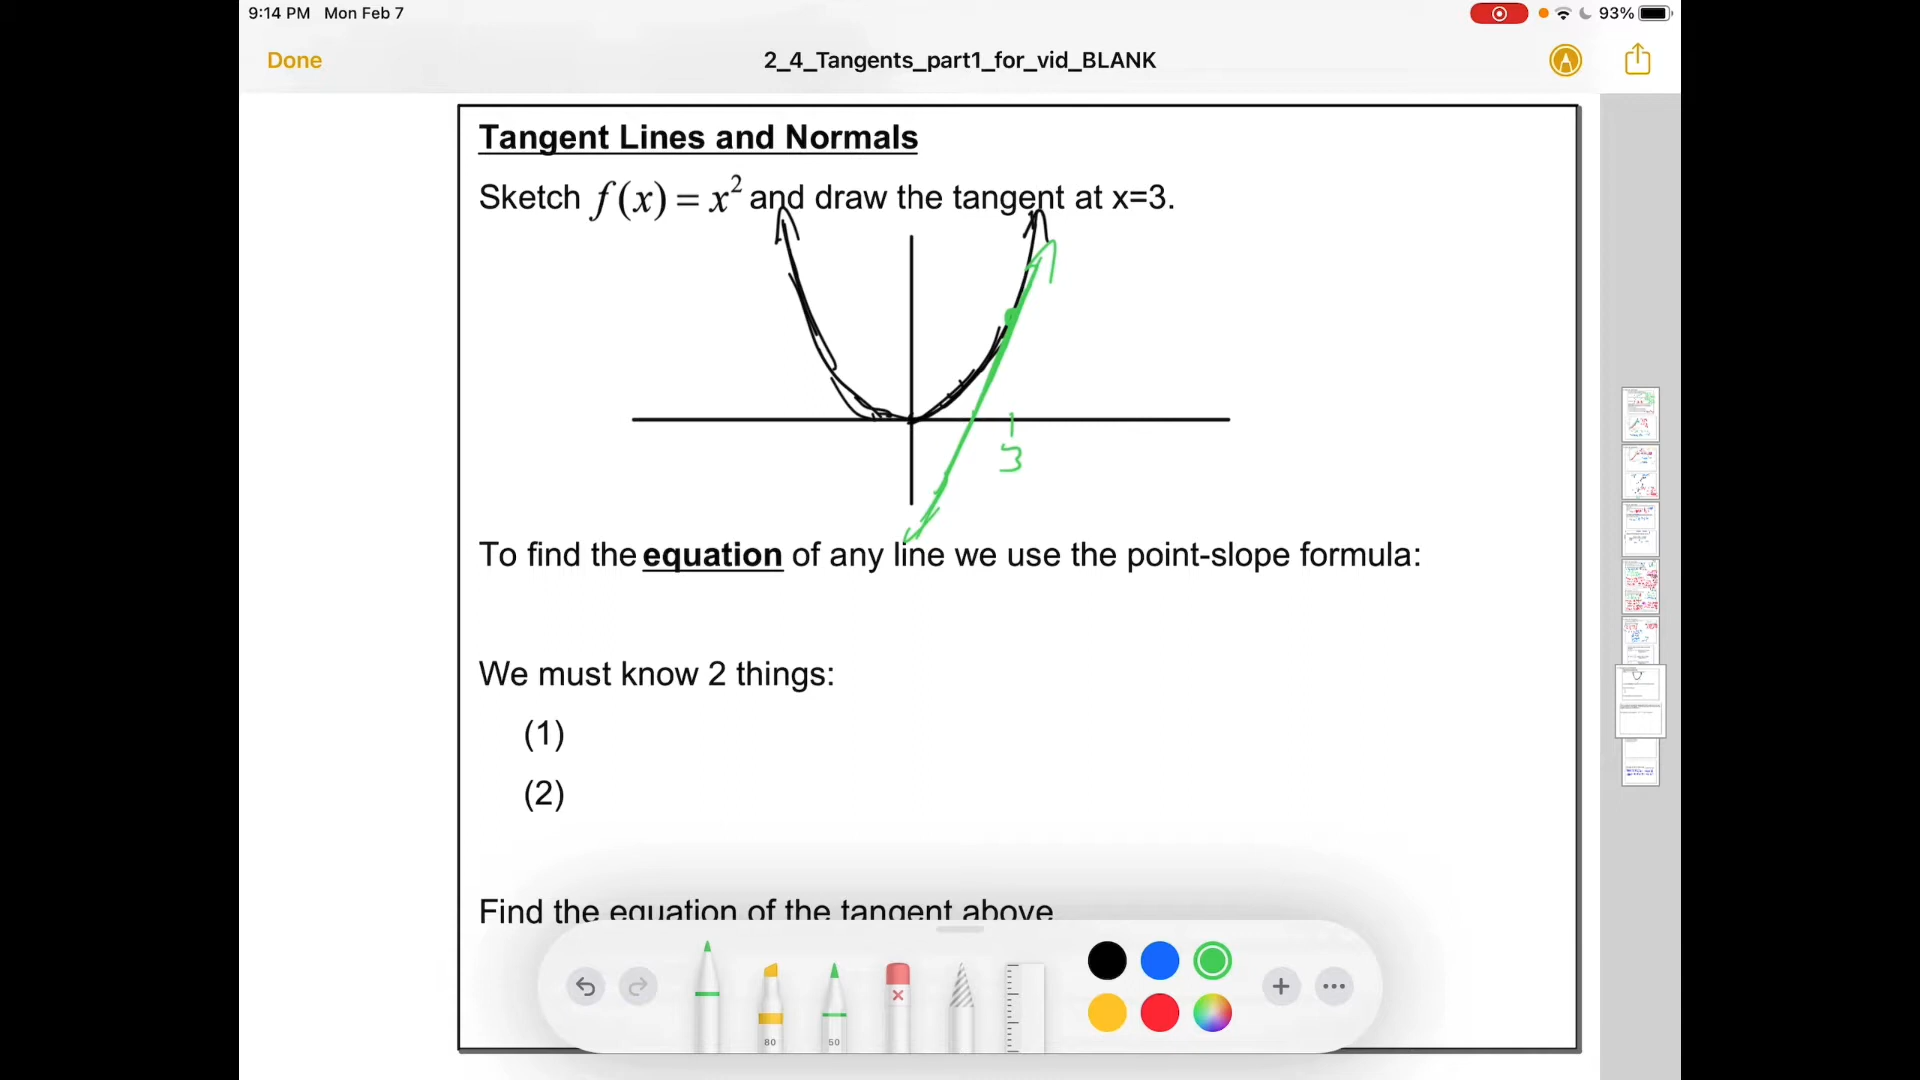 9:14 PM Mon Feb 7
93%
Done
2_4_Tangents_part1_for_vid_BLANK
Tangent Lines and Normals
Sketch f(x) = x² and draw the tangent at x=3.
3
To find the equation of any line we use the point-slope formula:
We must know 2 things:
(1)
(2)
Find the equation of the tangent above
80
50